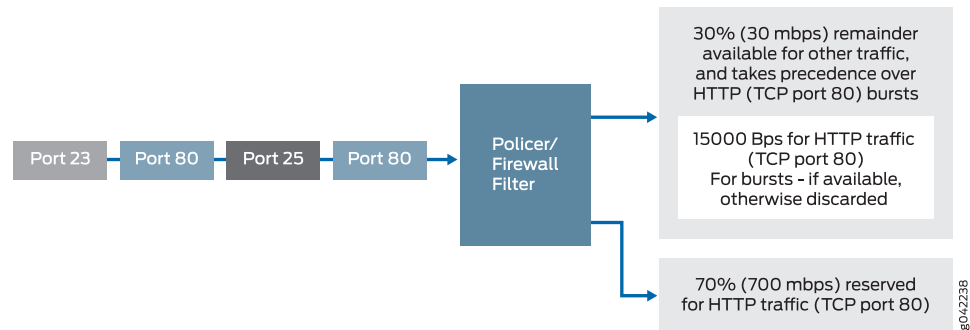 Port 23
Port 80
Port 25
Port 80
Policer/
Firewall
Filter
30% (30 mbps) remainder
available for other traffic,
and takes precedence over
HTTP (TCP port 80) bursts
15000 Bps for HTTP traffic
(TCP port 80)
For bursts - if available,
otherwise discarded
70% (700 mbps) reserved
for HTTP traffic (TCP port 80)
g042238